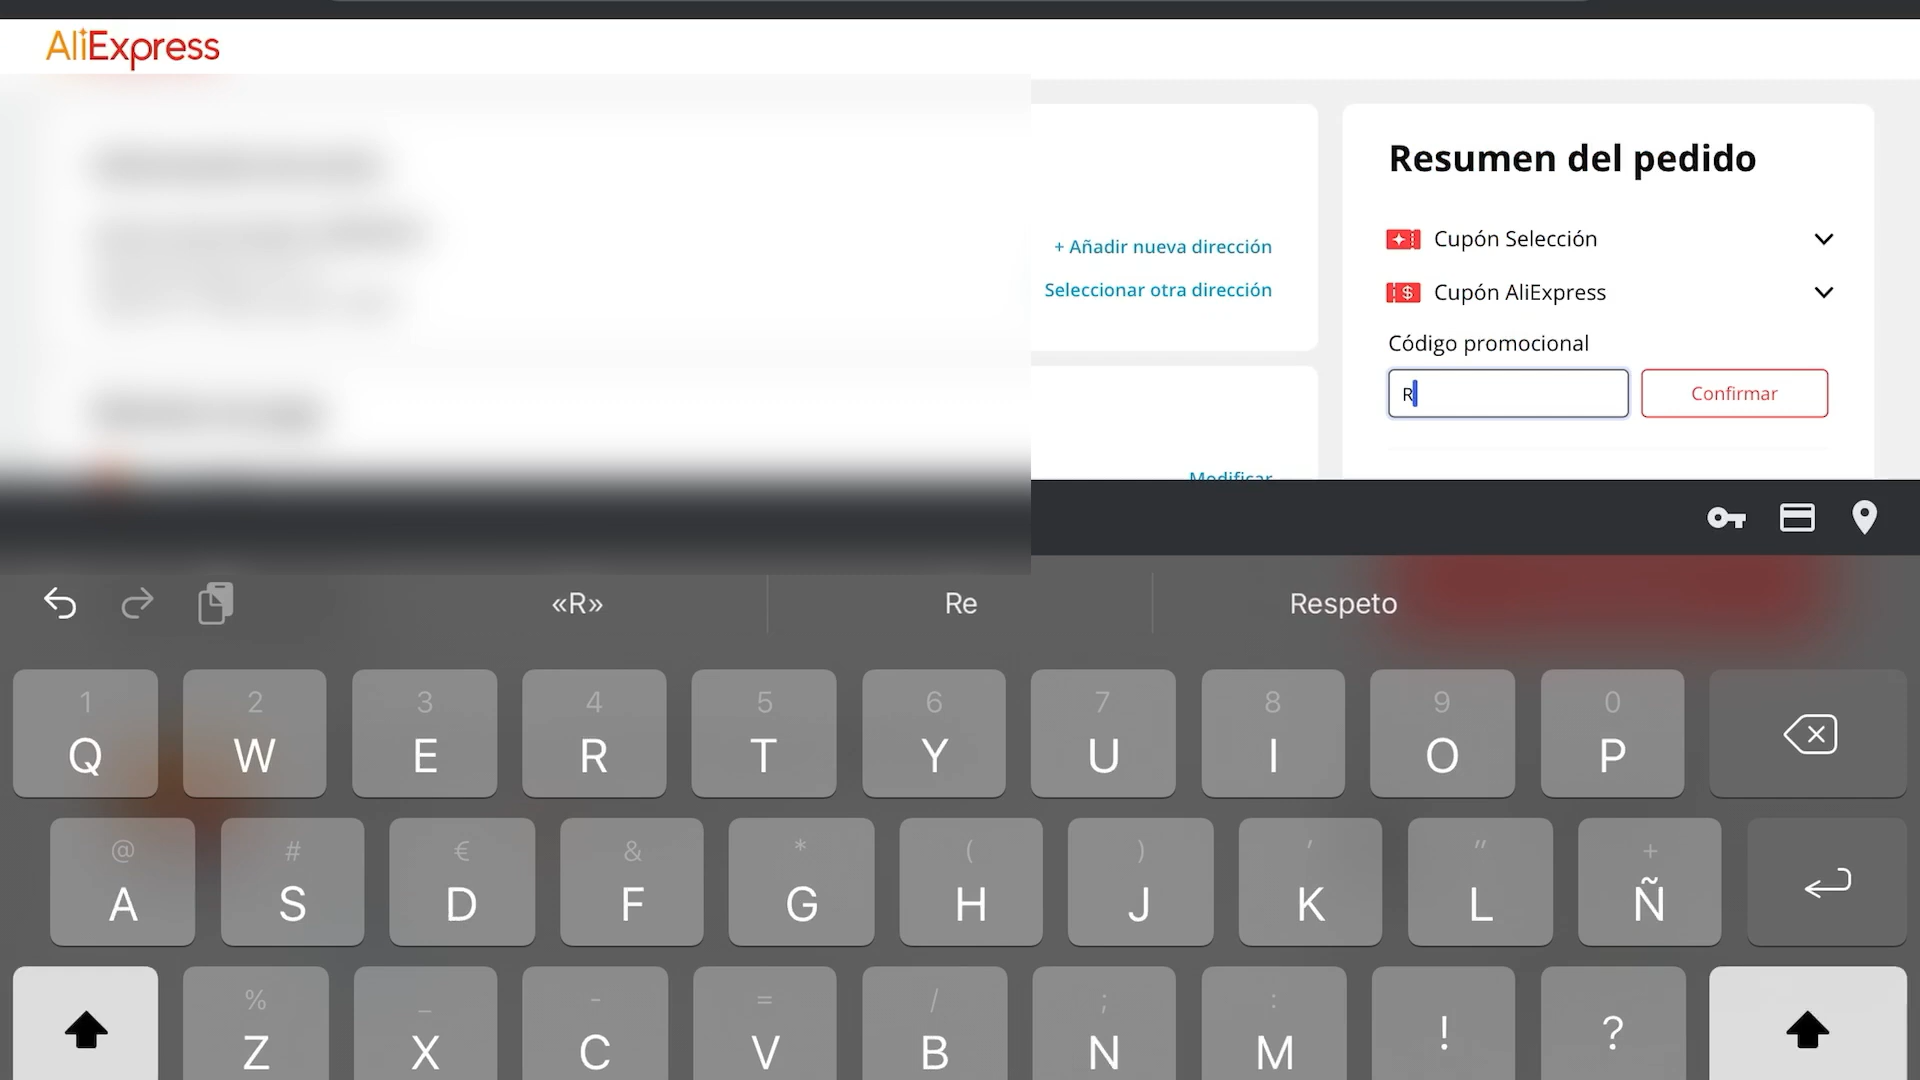 AliExpress
+ Añadir nueva dirección
Seleccionar otra dirección
Modificar
Resumen del pedido
Cupón Selección
Cupón AliExpress
Código promocional
R
Confirmar
«R» Re Respeto
1 2 3 4 5 6 7 8 9 0
Q W E R T Y U I O P
@ # € & * ( ) ' " +
A S D F G H J K L Ñ
% _ - = / ; :
Z X C V B N M ! ?